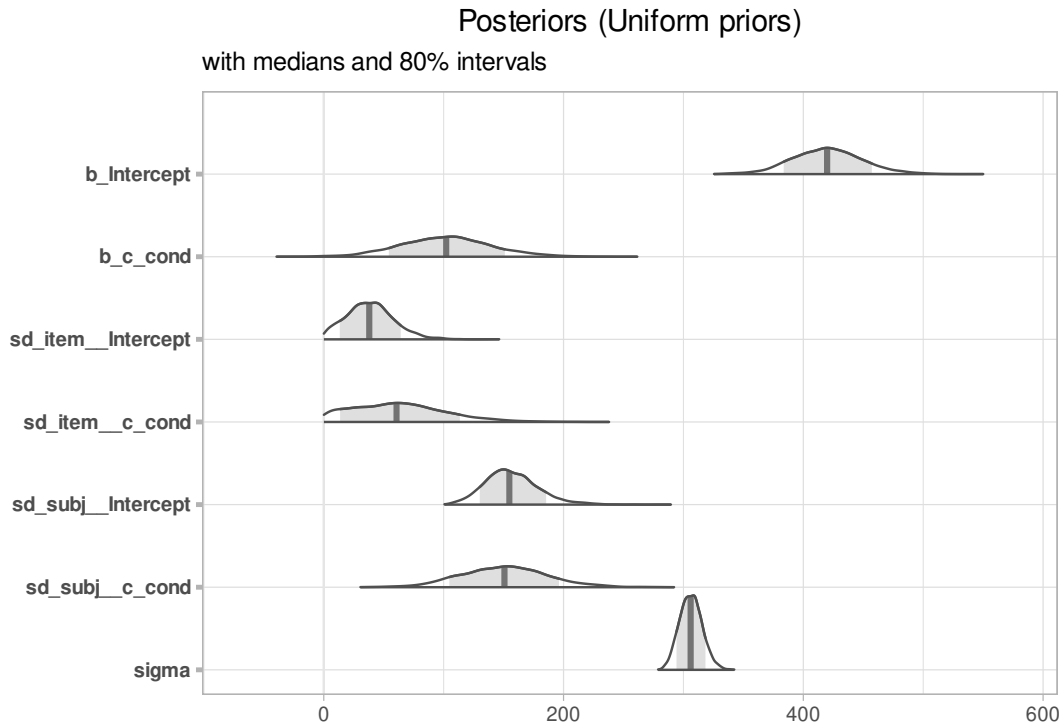 Posteriors (Uniform priors)
with medians and 80% intervals
b_Intercept
b_c_cond
sd_item__Intercept
sd_item__c_cond
sd_subj__Intercept
sd_subj__c_cond
sigma
0 200 400 600